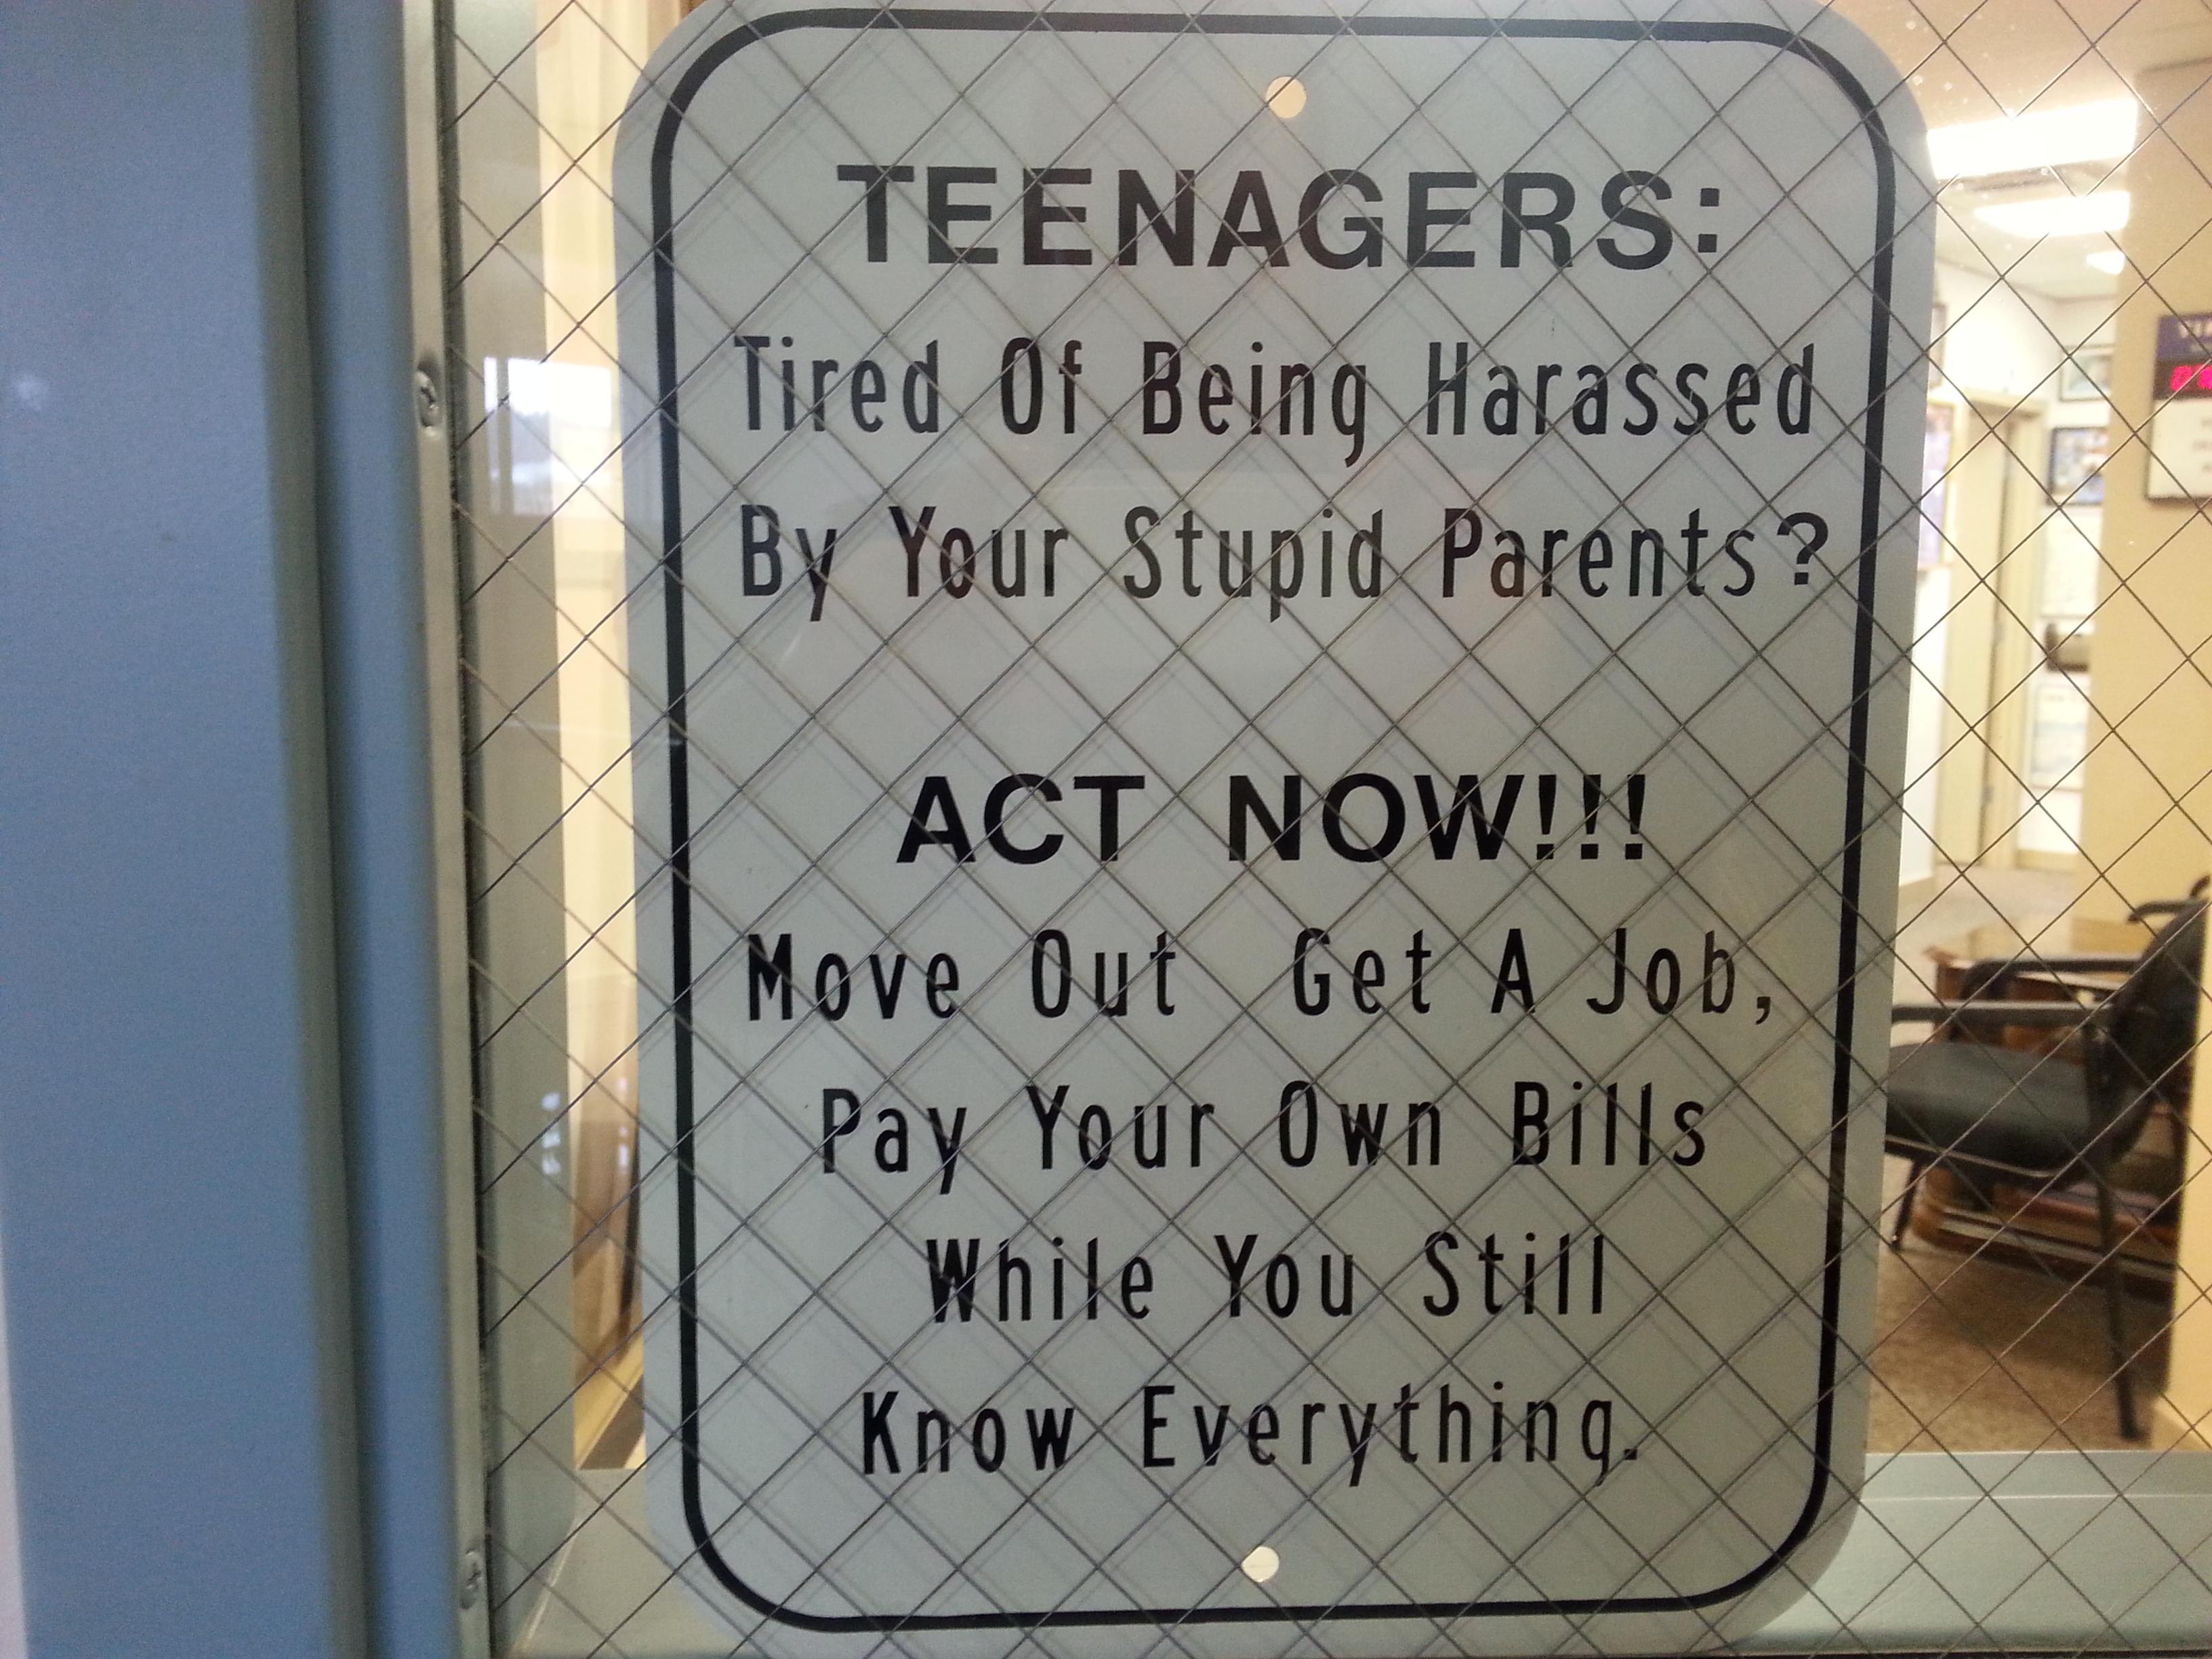 TEENAGERS:
Tired Of Being Harassed
By Your Stupid Parents?
ACT NOW!!!
Move Out Get A Job,
Pay Your Own Bills
While You Still
Know Everything.